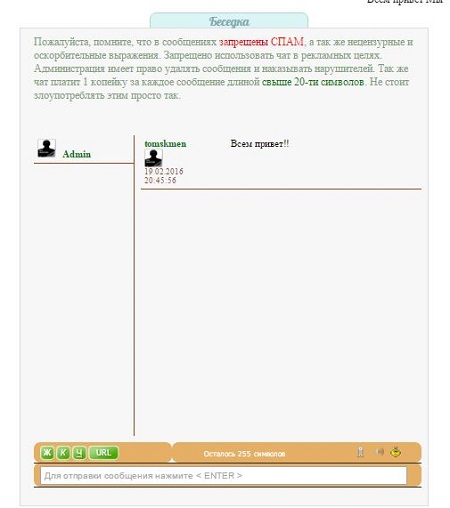 Всем привет Мы
Беседка
Пожалуйста, помните, что в сообщениях запрещены СПАМ, а так же нецензурные и
оскорбительные выражения. Запрещено использовать чат в рекламных целях.
Администрация имеет право удалять сообщения и наказывать нарушителей. Так же
чат платит 1 копейку за каждое сообщение длиной свыше 20-ти символов. Не стоит
злоупотреблять этим просто так.
Admin
tomskmen Всем привет!!
19.02.2016
20:45:56
Ж К Ч URL Осталось 255 символов
Для отправки сообщения нажмите < ENTER >